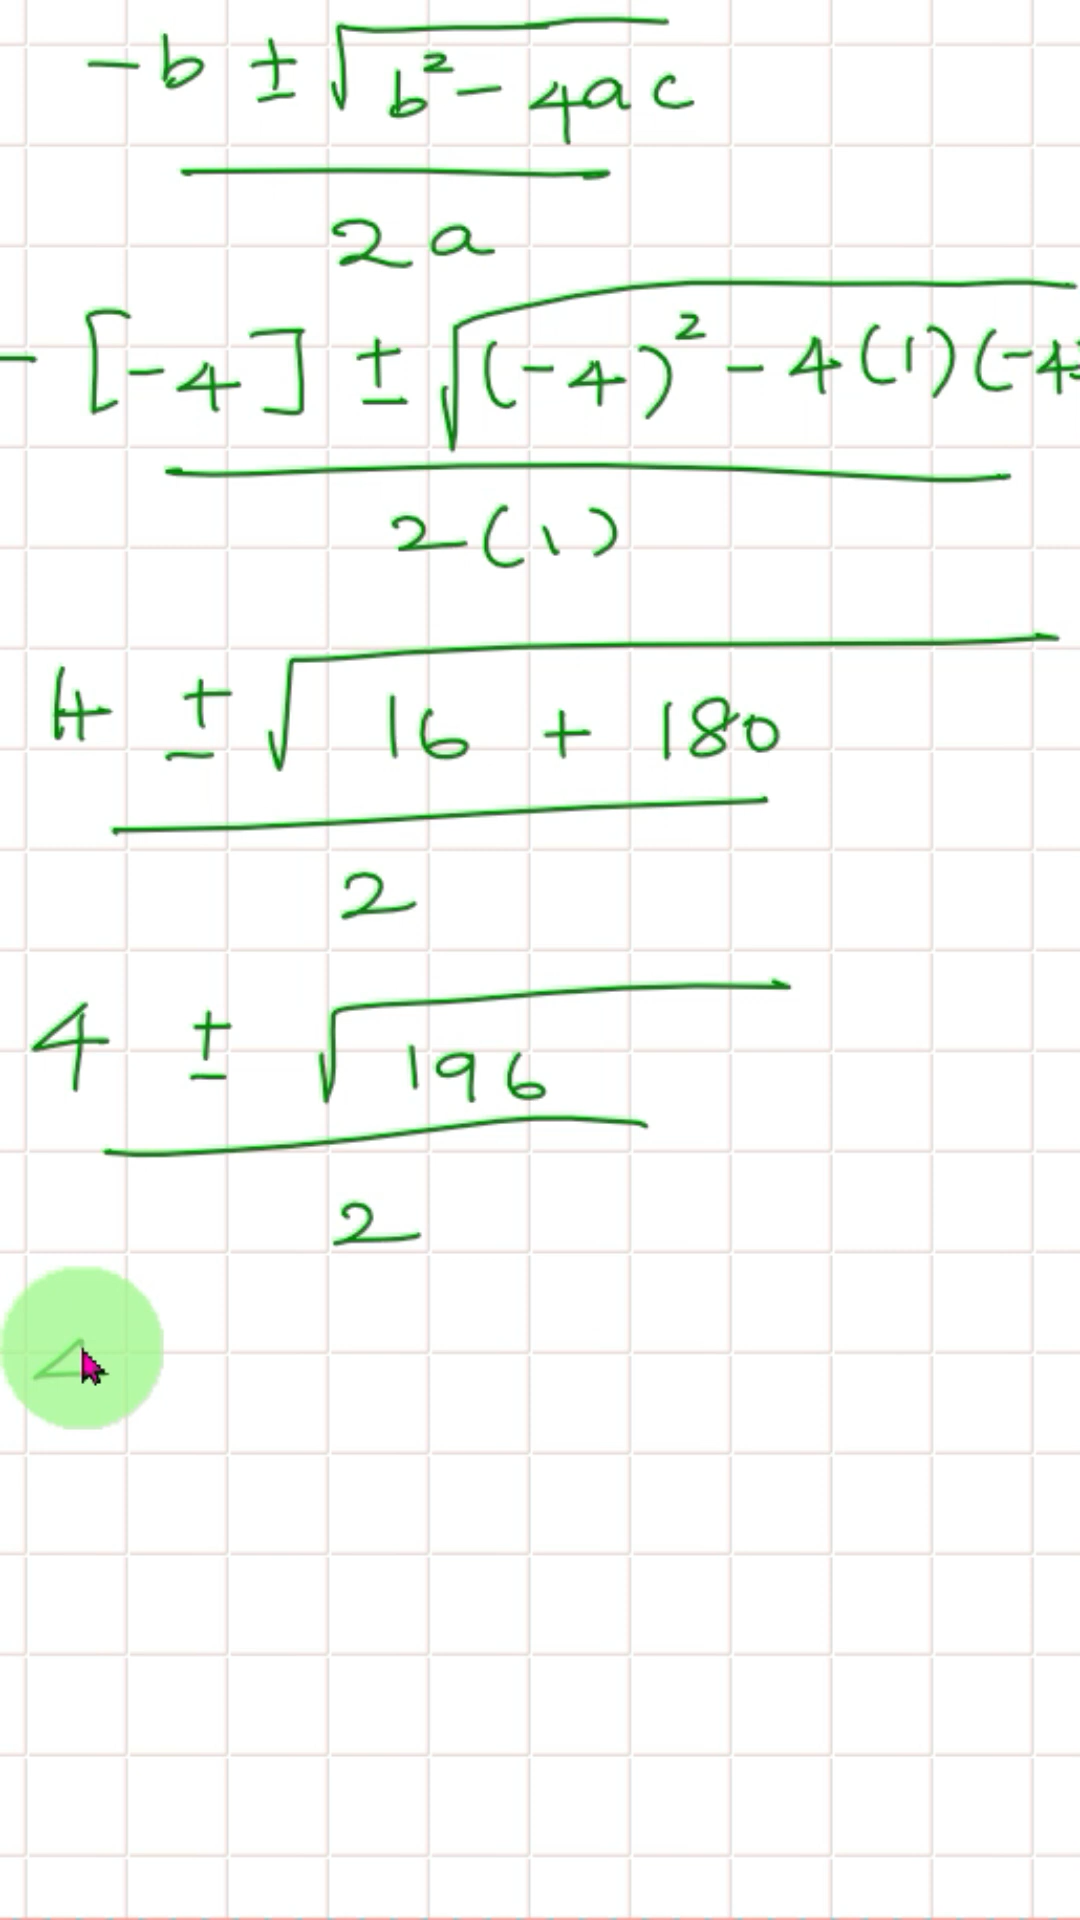 -b ± √(b² - 4ac)
2a
- [-4] ± √((-4)² - 4(1)(-4
2(1)
4 ± √(16 + 180)
2
4 ± √196
2
4